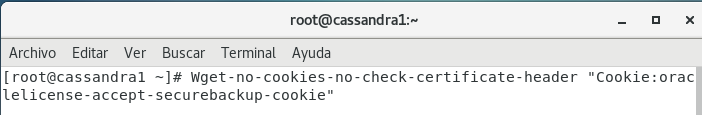 root@cassandra1:~
Archivo Editar Ver Buscar Terminal Ayuda
[root@cassandra1 ~]# Wget-no-cookies-no-check-certificate-header "Cookie:orac
lelicense-accept-securebackup-cookie"